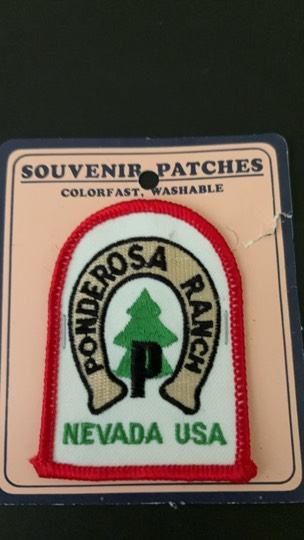 SOUVENIR PATCHES
COLORFAST, WASHABLE
PONDEROSA RANCH
P
NEVADA USA